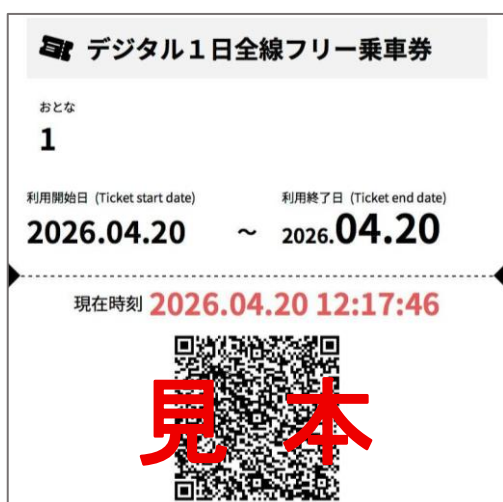 デジタル1日全線フリー乗車券
おとな
1
利用開始日 (Ticket start date)
利用終了日 (Ticket end date)
2026.04.20 ～ 2026.04.20
現在時刻 2026.04.20 12:17:46
見本